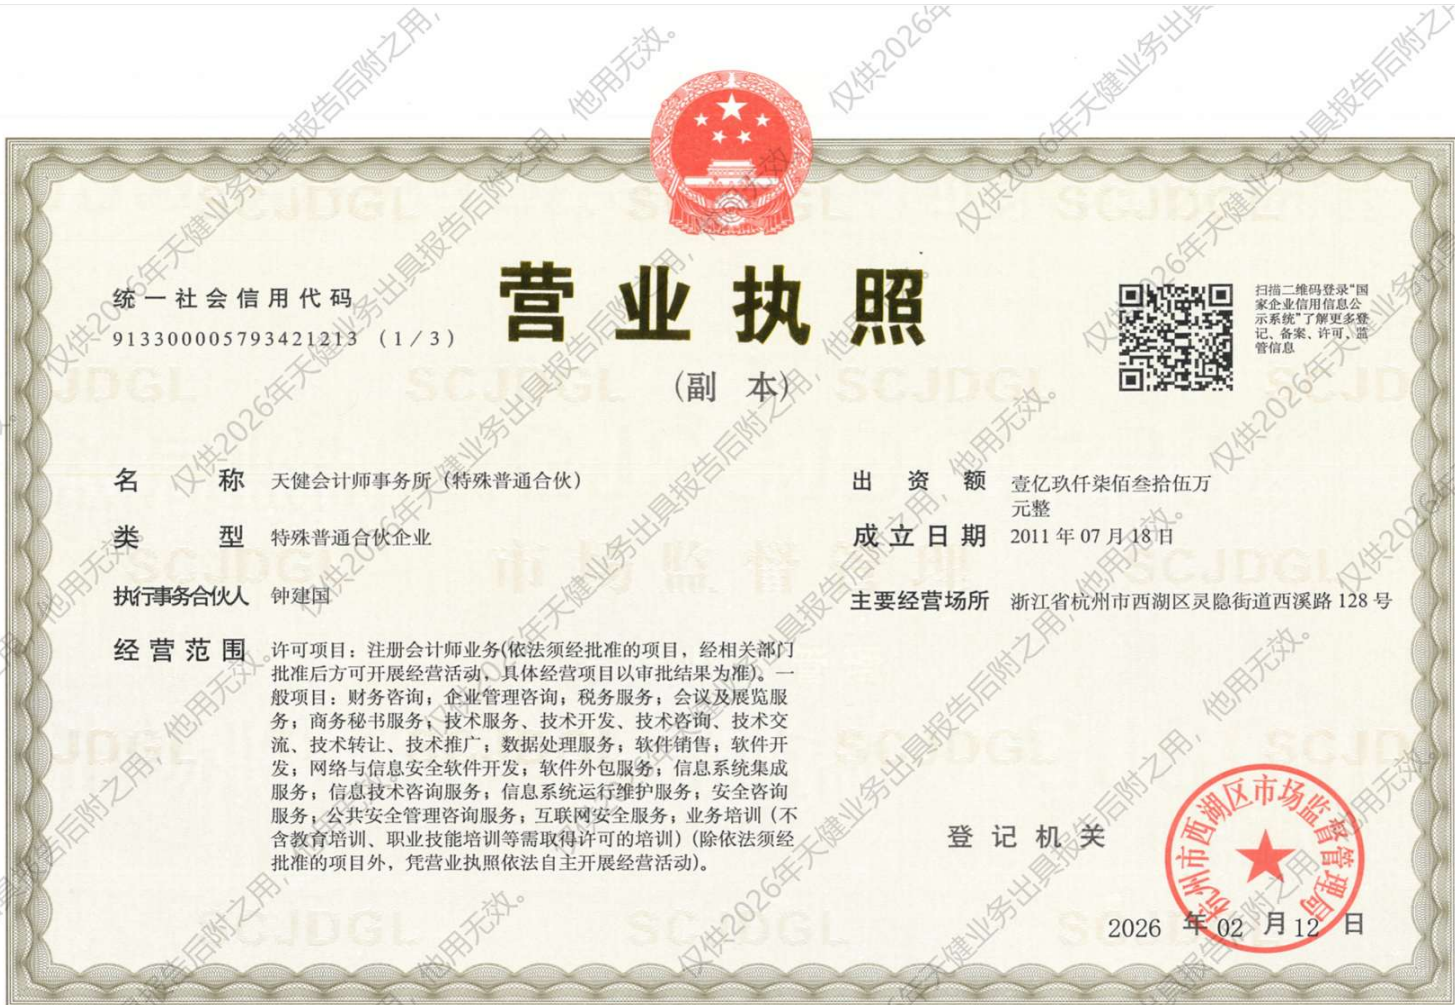 营业执照
(副 本)
统一社会信用代码
913300005793421213 (1/3)
扫描二维码登录"国
家企业信用信息公
示系统"了解更多登
记、备案、许可、监
管信息
名 称 天健会计师事务所（特殊普通合伙）
类 型 特殊普通合伙企业
执行事务合伙人 钟建国
经营范围 许可项目：注册会计师业务(依法须经批准的项目，经相关部门
批准后方可开展经营活动，具体经营项目以审批结果为准)。一
般项目：财务咨询；企业管理咨询；税务服务；会议及展览服
务；商务秘书服务；技术服务、技术开发、技术咨询、技术交
流、技术转让、技术推广；数据处理服务；软件销售；软件开
发；网络与信息安全软件开发；软件外包服务；信息系统集成
服务；信息技术咨询服务；信息系统运行维护服务；安全咨询
服务；公共安全管理咨询服务；互联网安全服务；业务培训（不
含教育培训、职业技能培训等需取得许可的培训）(除依法须经
批准的项目外，凭营业执照依法自主开展经营活动)。
出 资 额 壹亿玖仟柒佰叁拾伍万
元整
成立日期 2011 年 07 月 18 日
主要经营场所 浙江省杭州市西湖区灵隐街道西溪路 128 号
登记机关
杭州市西湖区市场监督管理局
2026 年 02 月 12 日
仅供2026年天健业务出具报告后附之用，他用无效。
SCJDGL
市场监督管理